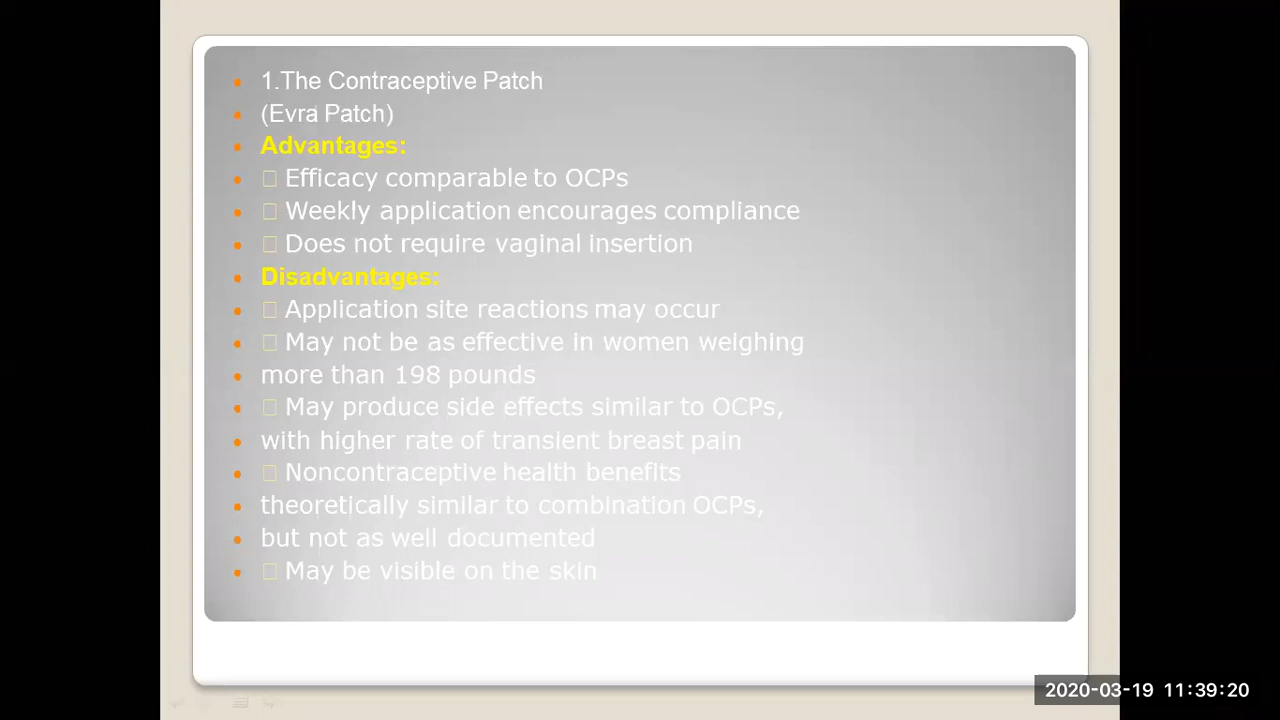 • 1.The Contraceptive Patch
• (Evra Patch)
• Advantages:
• □ Efficacy comparable to OCPs
• □ Weekly application encourages compliance
• □ Does not require vaginal insertion
• Disadvantages:
• □ Application site reactions may occur
• □ May not be as effective in women weighing
• more than 198 pounds
• □ May produce side effects similar to OCPs,
• with higher rate of transient breast pain
• □ Noncontraceptive health benefits
• theoretically similar to combination OCPs,
• but not as well documented
• □ May be visible on the skin
2020-03-19 11:39:20